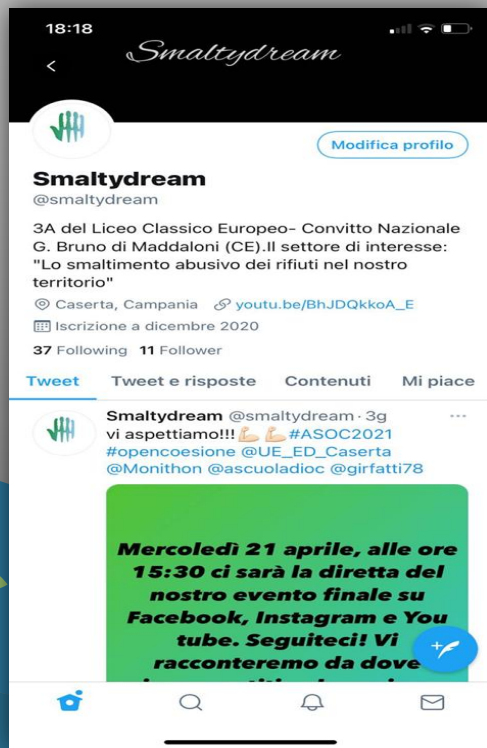 18:18
Smaltydream
Modifica profilo
Smaltydream
@smaltydream
3A del Liceo Classico Europeo- Convitto Nazionale
G. Bruno di Maddaloni (CE).Il settore di interesse:
"Lo smaltimento abusivo dei rifiuti nel nostro
territorio"
Caserta, Campania youtu.be/BhJDQkkoA_E
Iscrizione a dicembre 2020
37 Following 11 Follower
Tweet Tweet e risposte Contenuti Mi piace
Smaltydream @smaltydream · 3g
vi aspettiamo!!!💪🏻💪🏻#ASOC2021
#opencoesione @UE_ED_Caserta
@Monithon @ascuoladioc @girfatti78
Mercoledì 21 aprile, alle ore
15:30 ci sarà la diretta del
nostro evento finale su
Facebook, Instagram e You
tube. Seguiteci! Vi
racconteremo da dove